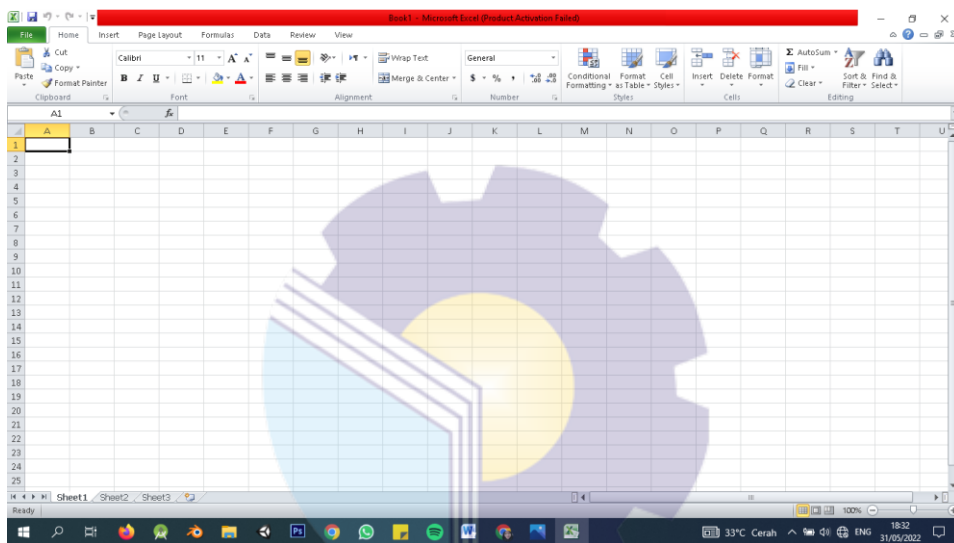 Book1 - Microsoft Excel (Product Activation Failed)
File Home Insert Page Layout Formulas Data Review View
Cut Calibri 11 Wrap Text General AutoSum
Copy Fill
Paste Format Painter B I U Merge & Center $ % , Conditional Formatting Format as Table Cell Styles Insert Delete Format Clear Sort & Filter Find & Select
Clipboard Font Alignment Number Styles Cells Editing
A1 fx
A B C D E F G H I J K L M N O P Q R S T U
1
2
3
4
5
6
7
8
9
10
11
12
13
14
15
16
17
18
19
20
21
22
23
24
25
Sheet1 Sheet2 Sheet3
Ready 100%
Ps W 33°C Cerah ENG 18:32
31/05/2022